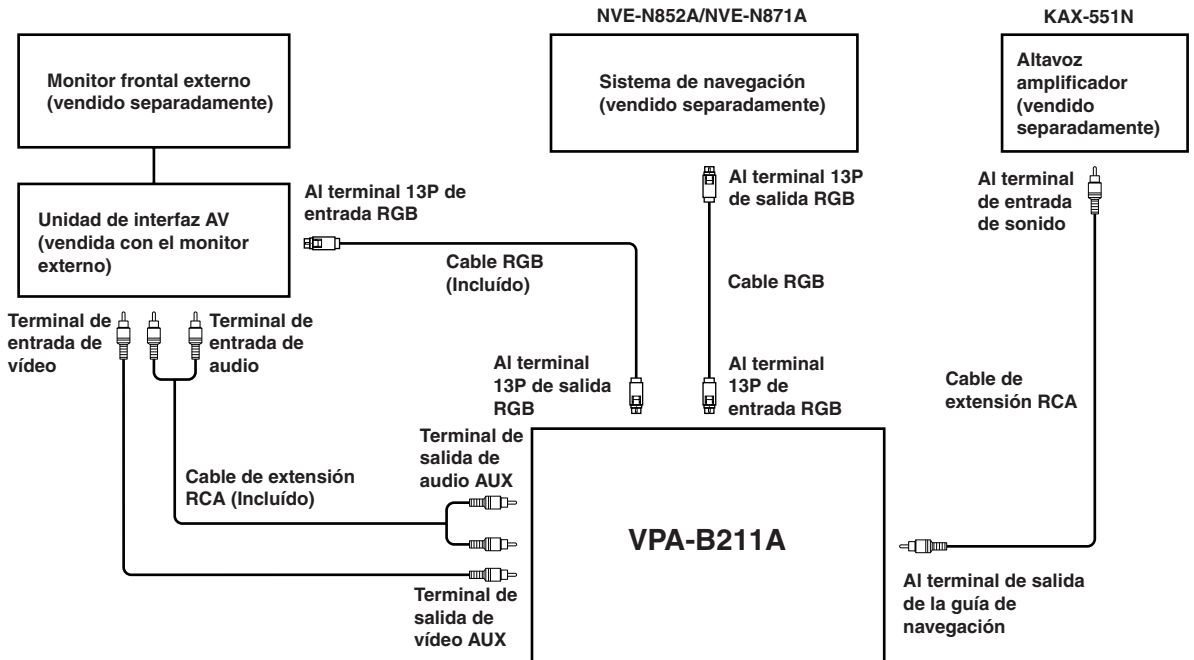 NVE-N852A/NVE-N871A
KAX-551N
Monitor frontal externo
(vendido separadamente)
Sistema de navegación
(vendido separadamente)
Altavoz
amplificador
(vendido
separadamente)
Unidad de interfaz AV
(vendida con el monitor
externo)
Al terminal 13P de
entrada RGB
Al terminal 13P
de salida RGB
Al terminal
de entrada
de sonido
Cable RGB
(Incluído)
Cable RGB
Terminal de
entrada de
vídeo
Terminal de
entrada de
audio
Al terminal
13P de salida
RGB
Al terminal
13P de
entrada RGB
Cable de
extensión RCA
Cable de extensión
RCA (Incluído)
Terminal de
salida de
audio AUX
VPA-B211A
Terminal de
salida de
vídeo AUX
Al terminal de salida
de la guía de
navegación